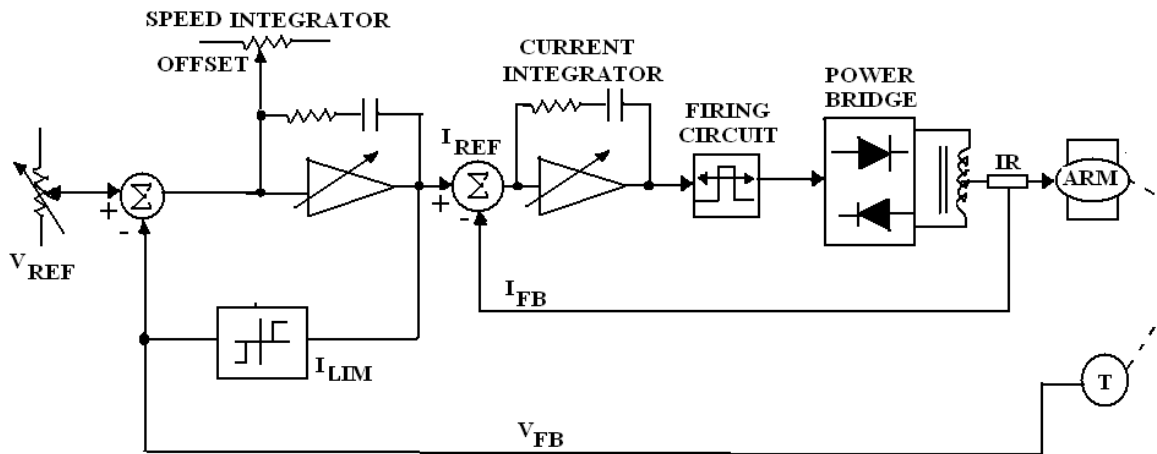 SPEED INTEGRATOR
OFFSET
CURRENT
INTEGRATOR
POWER
BRIDGE
FIRING
CIRCUIT
I REF
IR
ARM
Σ
+
-
Σ
+
-
V REF
I FB
I LIM
T
V FB